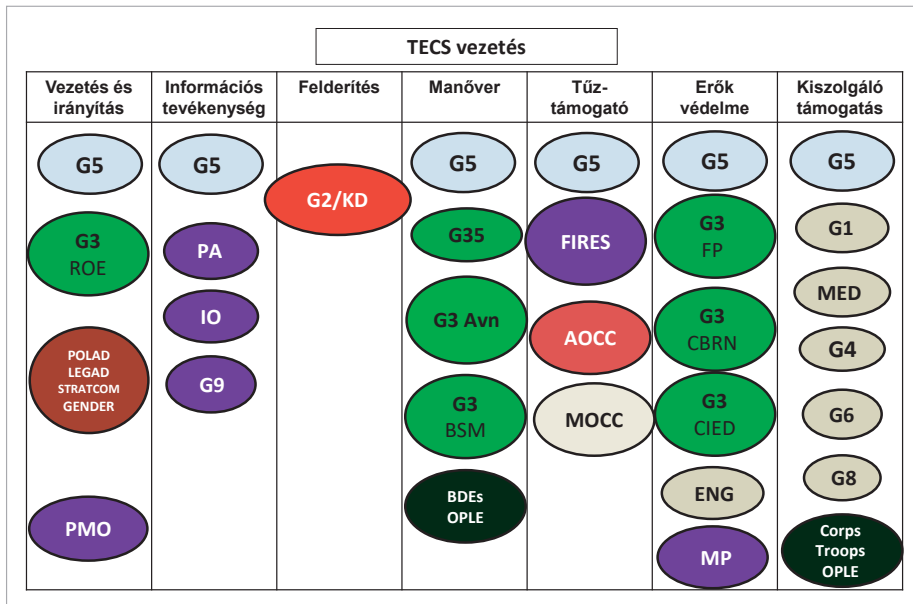 TECS vezetés
Vezetés és
irányítás
Információs
tevékenység
Felderítés
Manőver
Tűz-
támogató
Erők
védelme
Kiszolgáló
támogatás
G5
G3
ROE
POLAD
LEGAD
STRATCOM
GENDER
PMO
G5
PA
IO
G9
G2/KD
G5
G35
G3 Avn
G3
BSM
BDEs
OPLE
G5
FIRES
AOCC
MOCC
G5
G3
FP
G3
CBRN
G3
CIED
ENG
MP
G5
G1
MED
G4
G6
G8
Corps
Troops
OPLE